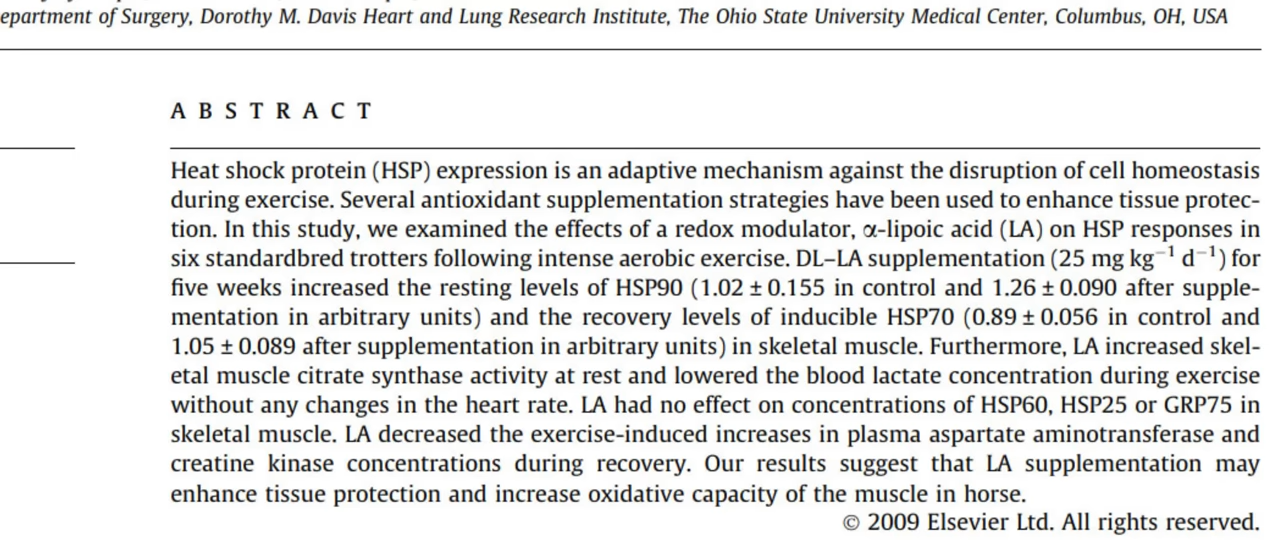 epartment of Surgery, Dorothy M. Davis Heart and Lung Research Institute, The Ohio State University Medical Center, Columbus, OH, USA
ABSTRACT
Heat shock protein (HSP) expression is an adaptive mechanism against the disruption of cell homeostasis
during exercise. Several antioxidant supplementation strategies have been used to enhance tissue protec-
tion. In this study, we examined the effects of a redox modulator, α-lipoic acid (LA) on HSP responses in
six standardbred trotters following intense aerobic exercise. DL–LA supplementation (25 mg kg⁻¹ d⁻¹) for
five weeks increased the resting levels of HSP90 (1.02 ± 0.155 in control and 1.26 ± 0.090 after supple-
mentation in arbitrary units) and the recovery levels of inducible HSP70 (0.89 ± 0.056 in control and
1.05 ± 0.089 after supplementation in arbitrary units) in skeletal muscle. Furthermore, LA increased skel-
etal muscle citrate synthase activity at rest and lowered the blood lactate concentration during exercise
without any changes in the heart rate. LA had no effect on concentrations of HSP60, HSP25 or GRP75 in
skeletal muscle. LA decreased the exercise-induced increases in plasma aspartate aminotransferase and
creatine kinase concentrations during recovery. Our results suggest that LA supplementation may
enhance tissue protection and increase oxidative capacity of the muscle in horse.
© 2009 Elsevier Ltd. All rights reserved.